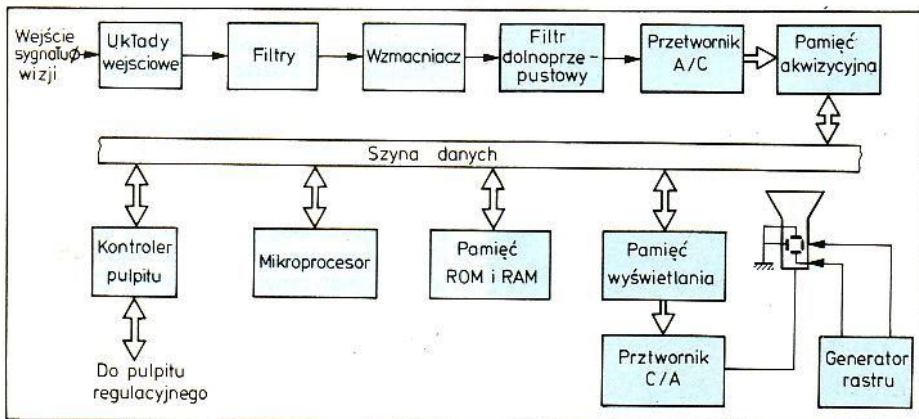 Wejście
sygnału
wizji
Układy
wejsciowe
Filtry
Wzmacniacz
Filtr
dolnoprze-
pustowy
Przetwornik
A/C
Pamięć
akwizycyjna
Szyna danych
Kontroler
pulpitu
Mikroprocesor
Pamięć
ROM i RAM
Pamięć
wyświetlania
Do pulpitu
regulacyjnego
Prztwornik
C/A
Generator
rastru